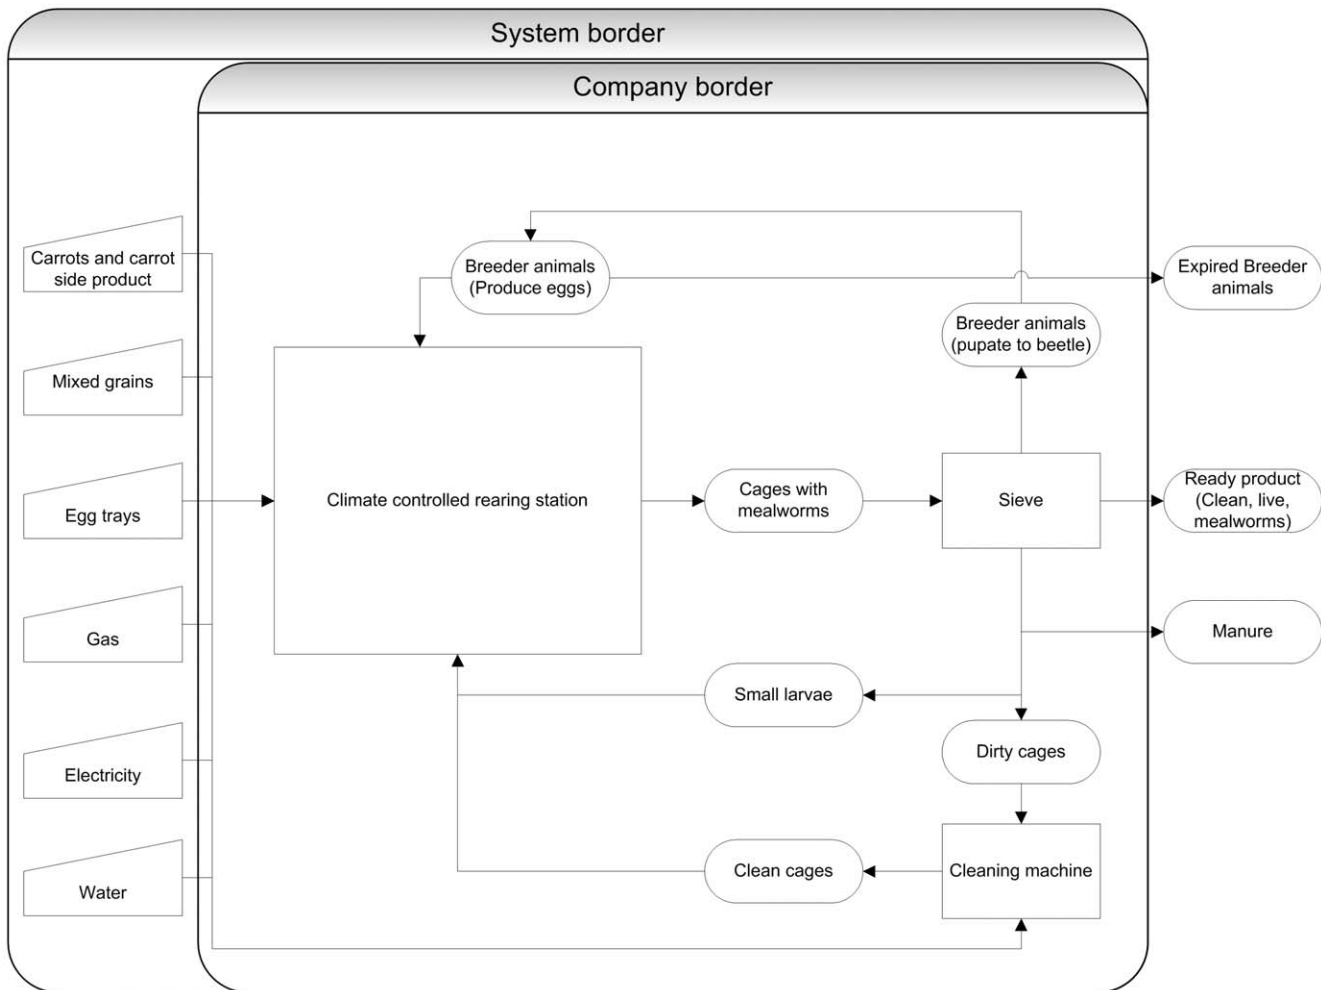 System border
Company border
Carrots and carrot
side product
Mixed grains
Egg trays
Gas
Electricity
Water
Breeder animals
(Produce eggs)
Climate controlled rearing station
Cages with
mealworms
Breeder animals
(pupate to beetle)
Sieve
Small larvae
Dirty cages
Clean cages
Cleaning machine
Expired Breeder
animals
Ready product
(Clean, live,
mealworms)
Manure